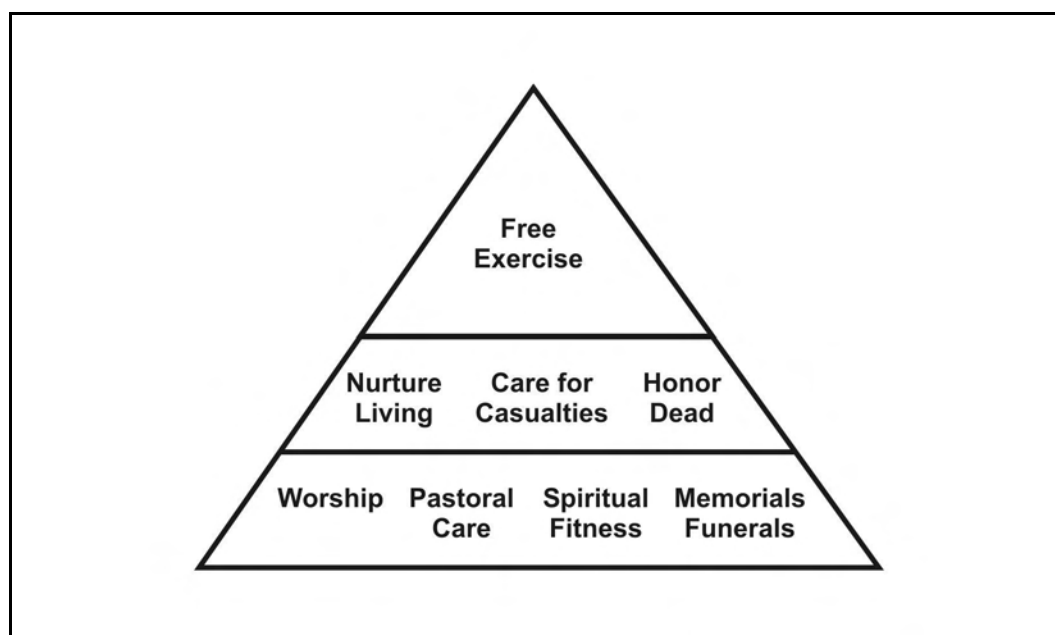 Free
Exercise
Nurture Care for Honor
Living Casualties Dead
Worship Pastoral Spiritual Memorials
Care Fitness Funerals